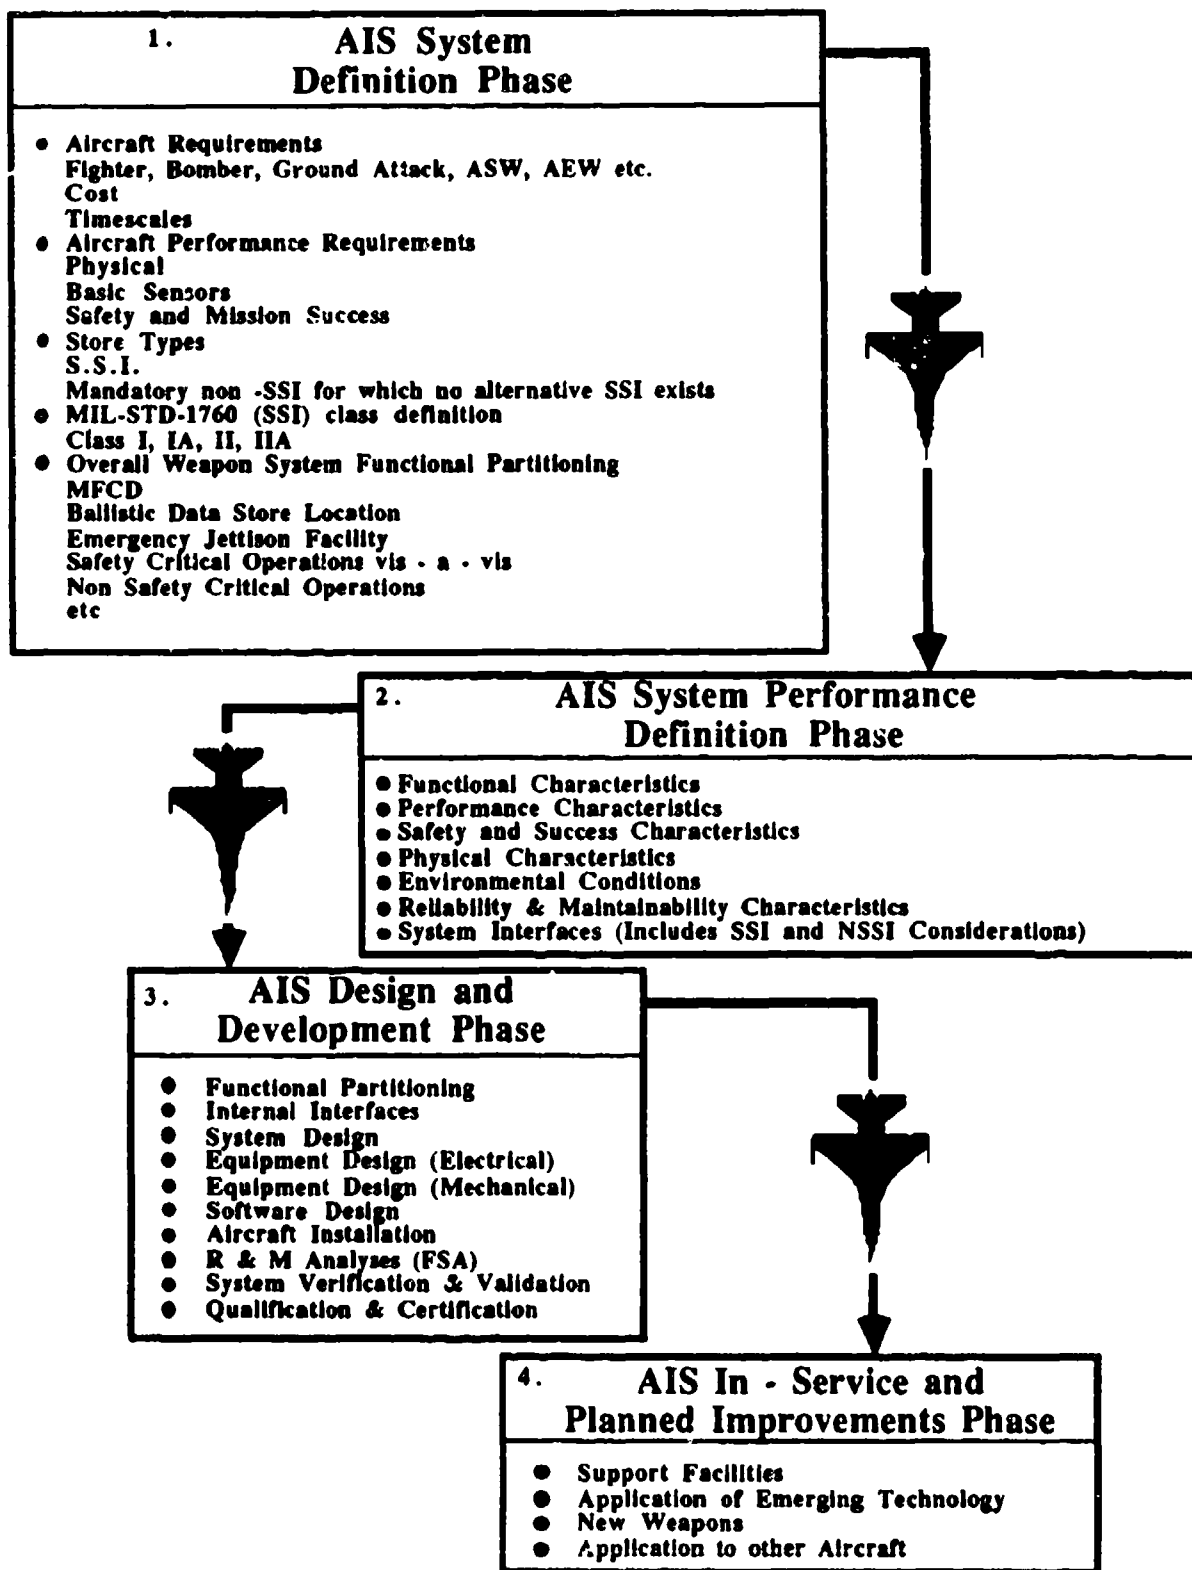 1. AIS System
Definition Phase
● Aircraft Requirements
Fighter, Bomber, Ground Attack, ASW, AEW etc.
Cost
Timescales
● Aircraft Performance Requirements
Physical
Basic Sensors
Safety and Mission Success
● Store Types
S.S.I.
Mandatory non -SSI for which no alternative SSI exists
● MIL-STD-1760 (SSI) class definition
Class I, IA, II, IIA
● Overall Weapon System Functional Partitioning
MFCD
Ballistic Data Store Location
Emergency Jettison Facility
Safety Critical Operations vis - a - vis
Non Safety Critical Operations
etc
2. AIS System Performance
Definition Phase
● Functional Characteristics
● Performance Characteristics
● Safety and Success Characteristics
● Physical Characteristics
● Environmental Conditions
● Reliability & Maintainability Characteristics
● System Interfaces (Includes SSI and NSSI Considerations)
3. AIS Design and
Development Phase
● Functional Partitioning
● Internal Interfaces
● System Design
● Equipment Design (Electrical)
● Equipment Design (Mechanical)
● Software Design
● Aircraft Installation
● R & M Analyses (FSA)
● System Verification & Validation
● Qualification & Certification
4. AIS In - Service and
Planned Improvements Phase
● Support Facilities
● Application of Emerging Technology
● New Weapons
● Application to other Aircraft